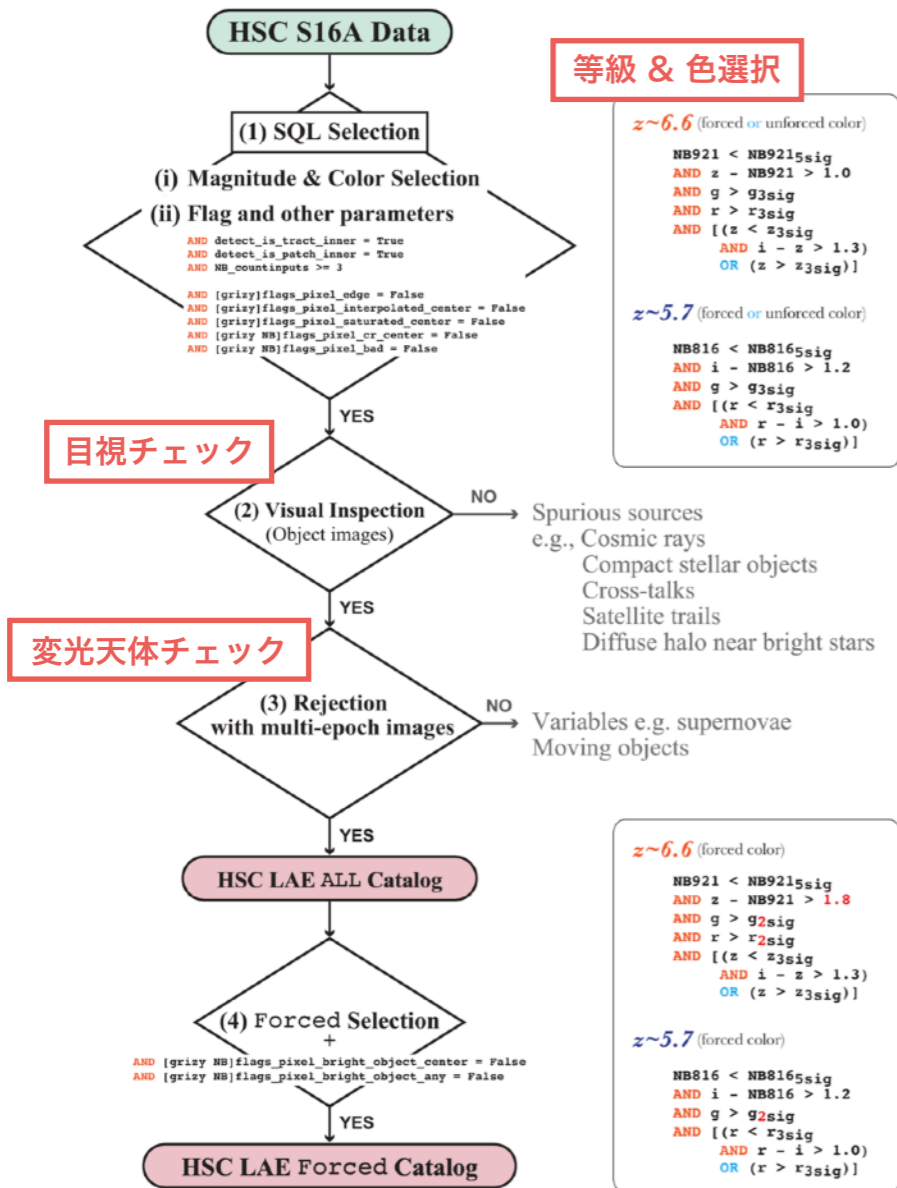 HSC S16A Data
等級 & 色選択
(1) SQL Selection
(i) Magnitude & Color Selection
(ii) Flag and other parameters
AND detect_is_tract_inner = True
AND detect_is_patch_inner = True
AND NB_countinputs >= 3
AND [grizy]flags_pixel_edge = False
AND [grizy]flags_pixel_interpolated_center = False
AND [grizy]flags_pixel_saturated_center = False
AND [grizy NB]flags_pixel_cr_center = False
AND [grizy NB]flags_pixel_bad = False
z~6.6 (forced or unforced color)
NB921 < NB9215sig
AND z - NB921 > 1.0
AND g > g3sig
AND r > r3sig
AND [(z < z3sig
AND i - z > 1.3)
OR (z > z3sig)]
z~5.7 (forced or unforced color)
NB816 < NB8165sig
AND i - NB816 > 1.2
AND g > g3sig
AND [(r < r3sig
AND r - i > 1.0)
OR (r > r3sig)]
YES
目視チェック
(2) Visual Inspection
(Object images)
NO
Spurious sources
e.g., Cosmic rays
Compact stellar objects
Cross-talks
Satellite trails
Diffuse halo near bright stars
YES
変光天体チェック
(3) Rejection
with multi-epoch images
NO
Variables e.g. supernovae
Moving objects
YES
HSC LAE ALL Catalog
(4) Forced Selection
+
AND [grizy NB]flags_pixel_bright_object_center = False
AND [grizy NB]flags_pixel_bright_object_any = False
YES
HSC LAE Forced Catalog
z~6.6 (forced color)
NB921 < NB9215sig
AND z - NB921 > 1.8
AND g > g2sig
AND r > r2sig
AND [(z < z3sig
AND i - z > 1.3)
OR (z > z3sig)]
z~5.7 (forced color)
NB816 < NB8165sig
AND i - NB816 > 1.2
AND g > g2sig
AND [(r < r3sig
AND r - i > 1.0)
OR (r > r3sig)]